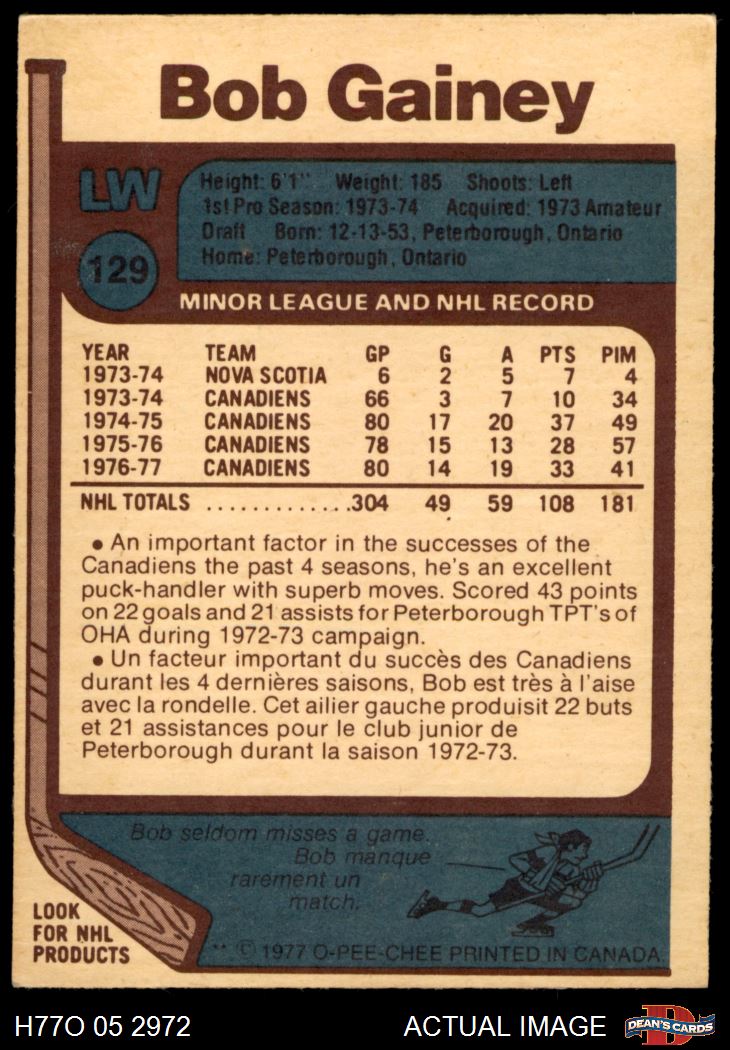 Bob Gainey
LW
129
Height: 6'1" Weight: 185 Shoots: Left
1st Pro Season: 1973-74 Acquired: 1973 Amateur
Draft Born: 12-13-53, Peterborough, Ontario
Home: Peterborough, Ontario
MINOR LEAGUE AND NHL RECORD
YEAR TEAM GP G A PTS PIM
1973-74 NOVA SCOTIA 6 2 5 7 4
1973-74 CANADIENS 66 3 7 10 34
1974-75 CANADIENS 80 17 20 37 49
1975-76 CANADIENS 78 15 13 28 57
1976-77 CANADIENS 80 14 19 33 41
NHL TOTALS .............304 49 59 108 181
• An important factor in the successes of the
Canadiens the past 4 seasons, he's an excellent
puck-handler with superb moves. Scored 43 points
on 22 goals and 21 assists for Peterborough TPT's of
OHA during 1972-73 campaign.
• Un facteur important du succès des Canadiens
durant les 4 dernières saisons, Bob est très à l'aise
avec la rondelle. Cet ailier gauche produisit 22 buts
et 21 assistances pour le club junior de
Peterborough durant la saison 1972-73.
Bob seldom misses a game.
Bob manque
rarement un
match.
LOOK
FOR NHL
PRODUCTS
** © 1977 O-PEE-CHEE PRINTED IN CANADA
H77O 05 2972 ACTUAL IMAGE
D
DEAN'S CARDS